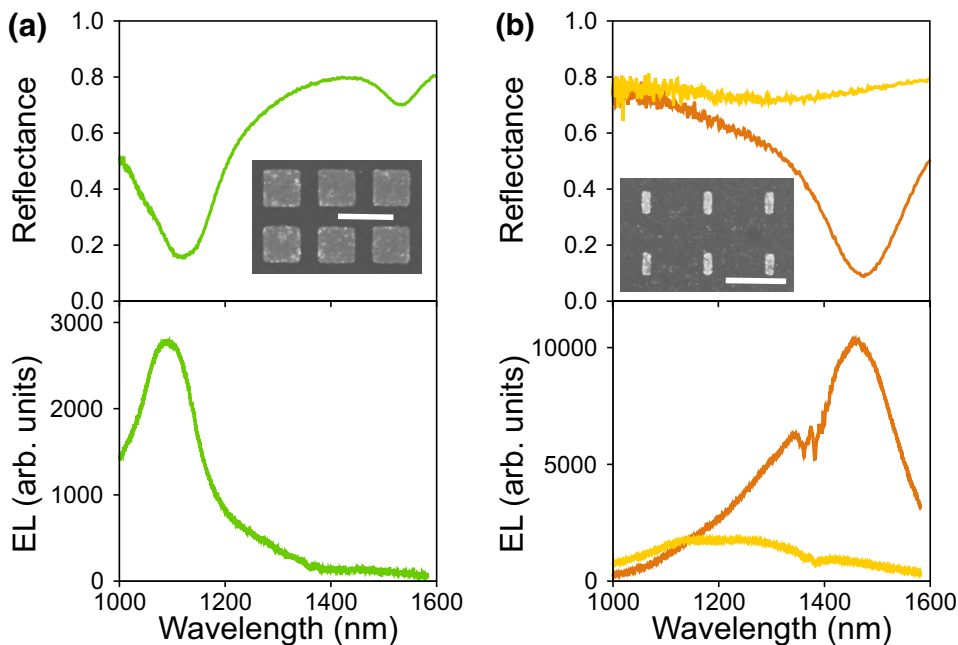 (a)
1.0
0.8
0.6
0.4
0.2
0.0
Reflectance
3000
2000
1000
0
EL (arb. units)
1000 1200 1400 1600
Wavelength (nm)
(b)
1.0
0.8
0.6
0.4
0.2
0.0
Reflectance
10000
5000
0
EL (arb. units)
1000 1200 1400 1600
Wavelength (nm)